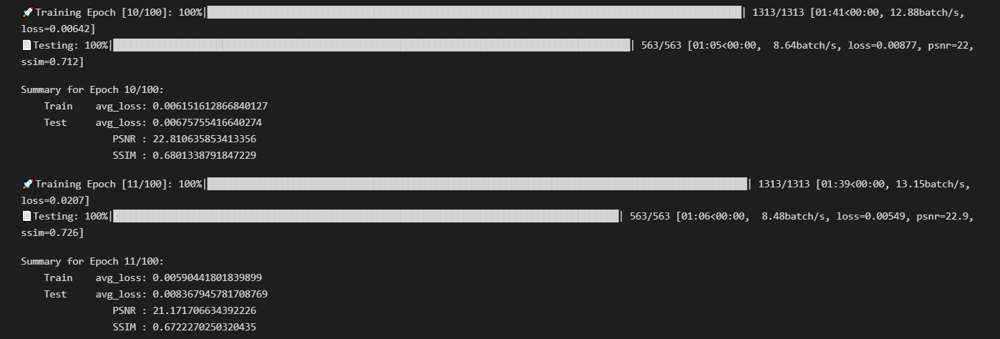 🚀Training Epoch [10/100]: 100%|██████████| 1313/1313 [01:41<00:00, 12.88batch/s,
loss=0.00642]
📄Testing: 100%|██████████| 563/563 [01:05<00:00,  8.64batch/s, loss=0.00877, psnr=22,
ssim=0.712]
Summary for Epoch 10/100:
Train    avg_loss: 0.006151612866840127
Test     avg_loss: 0.00675755416640274
PSNR : 22.810635853413356
SSIM : 0.6801338791847229
🚀Training Epoch [11/100]: 100%|██████████| 1313/1313 [01:39<00:00, 13.15batch/s,
loss=0.0207]
📄Testing: 100%|██████████| 563/563 [01:06<00:00,  8.48batch/s, loss=0.00549, psnr=22.9,
ssim=0.726]
Summary for Epoch 11/100:
Train    avg_loss: 0.00590441801839899
Test     avg_loss: 0.008367945781708769
PSNR : 21.171706634392226
SSIM : 0.6722270250320435